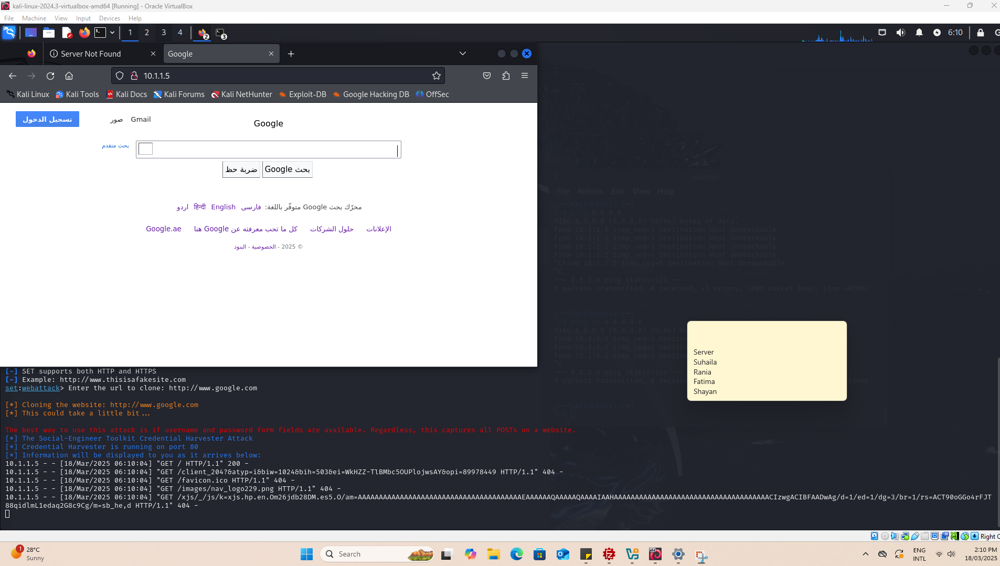 kali-linux-2024.3-virtualbox-amd64 [Running] - Oracle VirtualBox
File Machine View Input Devices Help
1 2 3 4 2 3 6:10
Server Not Found Google
10.1.1.5
Kali Linux Kali Tools Kali Docs Kali Forums Kali NetHunter Exploit-DB Google Hacking DB OffSec
تسجيل الدخول صور Gmail
Google
بحث متقدم
ضربة حظ
بحث Google
محرّك بحث Google متوفّر باللغة: فارسی English हिन्दी اردو
الإعلانات حلول الشركات كل ما تحب معرفته عن Google هنا Google.ae
© 2025 - الخصوصية - البنود
File Actions Edit View Help
ping 8.8.8.8
PING 8.8.8.8 (8.8.8.8) 56(84) bytes of data.
From 10.1.1.1 icmp_seq=1 Destination Host Unreachable
From 10.1.1.1 icmp_seq=2 Destination Host Unreachable
From 10.1.1.1 icmp_seq=3 Destination Host Unreachable
From 10.1.1.1 icmp_seq=4 Destination Host Unreachable
^CFrom 10.1.1.1 icmp_seq=5 Destination Host Unreachable
^C
--- 8.8.8.8 ping statistics ---
5 packets transmitted, 0 received, +5 errors, 100% packet loss, time 4010ms
ping -c 4 8.8.8.8
PING 8.8.8.8 (8.8.8.8) 56(84)
From 10.1.1.1 icmp_seq=1
From 10.1.1.1 icmp_seq=2
From 10.1.1.1 icmp_seq=3
^C
--- 8.8.8.8 ping statistics
3 packets transmitted, 0
Server
Suhaila
Rania
Fatima
Shayan
[-] SET supports both HTTP and HTTPS
[-] Example: http://www.thisisafakesite.com
set:webattack> Enter the url to clone: http://www.google.com
[*] Cloning the website: http://www.google.com
[*] This could take a little bit...
The best way to use this attack is if username and password form fields are available. Regardless, this captures all POSTs on a website.
[*] The Social-Engineer Toolkit Credential Harvester Attack
[*] Credential Harvester is running on port 80
[*] Information will be displayed to you as it arrives below:
10.1.1.5 - - [18/Mar/2025 06:10:04] "GET / HTTP/1.1" 200 -
10.1.1.5 - - [18/Mar/2025 06:10:04] "GET /client_204?&atyp=i&biw=1024&bih=503&ei=WkHZZ-TlBMbc5OUPlojwsAY&opi=89978449 HTTP/1.1" 404 -
10.1.1.5 - - [18/Mar/2025 06:10:04] "GET /favicon.ico HTTP/1.1" 404 -
10.1.1.5 - - [18/Mar/2025 06:10:04] "GET /images/nav_logo229.png HTTP/1.1" 404 -
10.1.1.5 - - [18/Mar/2025 06:10:04] "GET /xjs/_/js/k=xjs.hp.en.Om26jdb28DM.es5.O/am=AAAAAAAAAAAAAAAAAAAAAAAAAAAAAAAAAAAAAAAEAAAAAAQAAAAAQAAAAIAAHAAAAAAAAAAAAAAAAAAAAAAAAAAAAAAAAAAAACIzwgACIBFAADwAg/d=1/ed=1/dg=3/br=1/rs=ACT90oGGo4rFJT
88qidlmL1edaq2G8c9Cg/m=sb_he,d HTTP/1.1" 404 -
Right
1 28°C
Sunny
Search
ENG
INTL
2:10 PM
18/03/2025